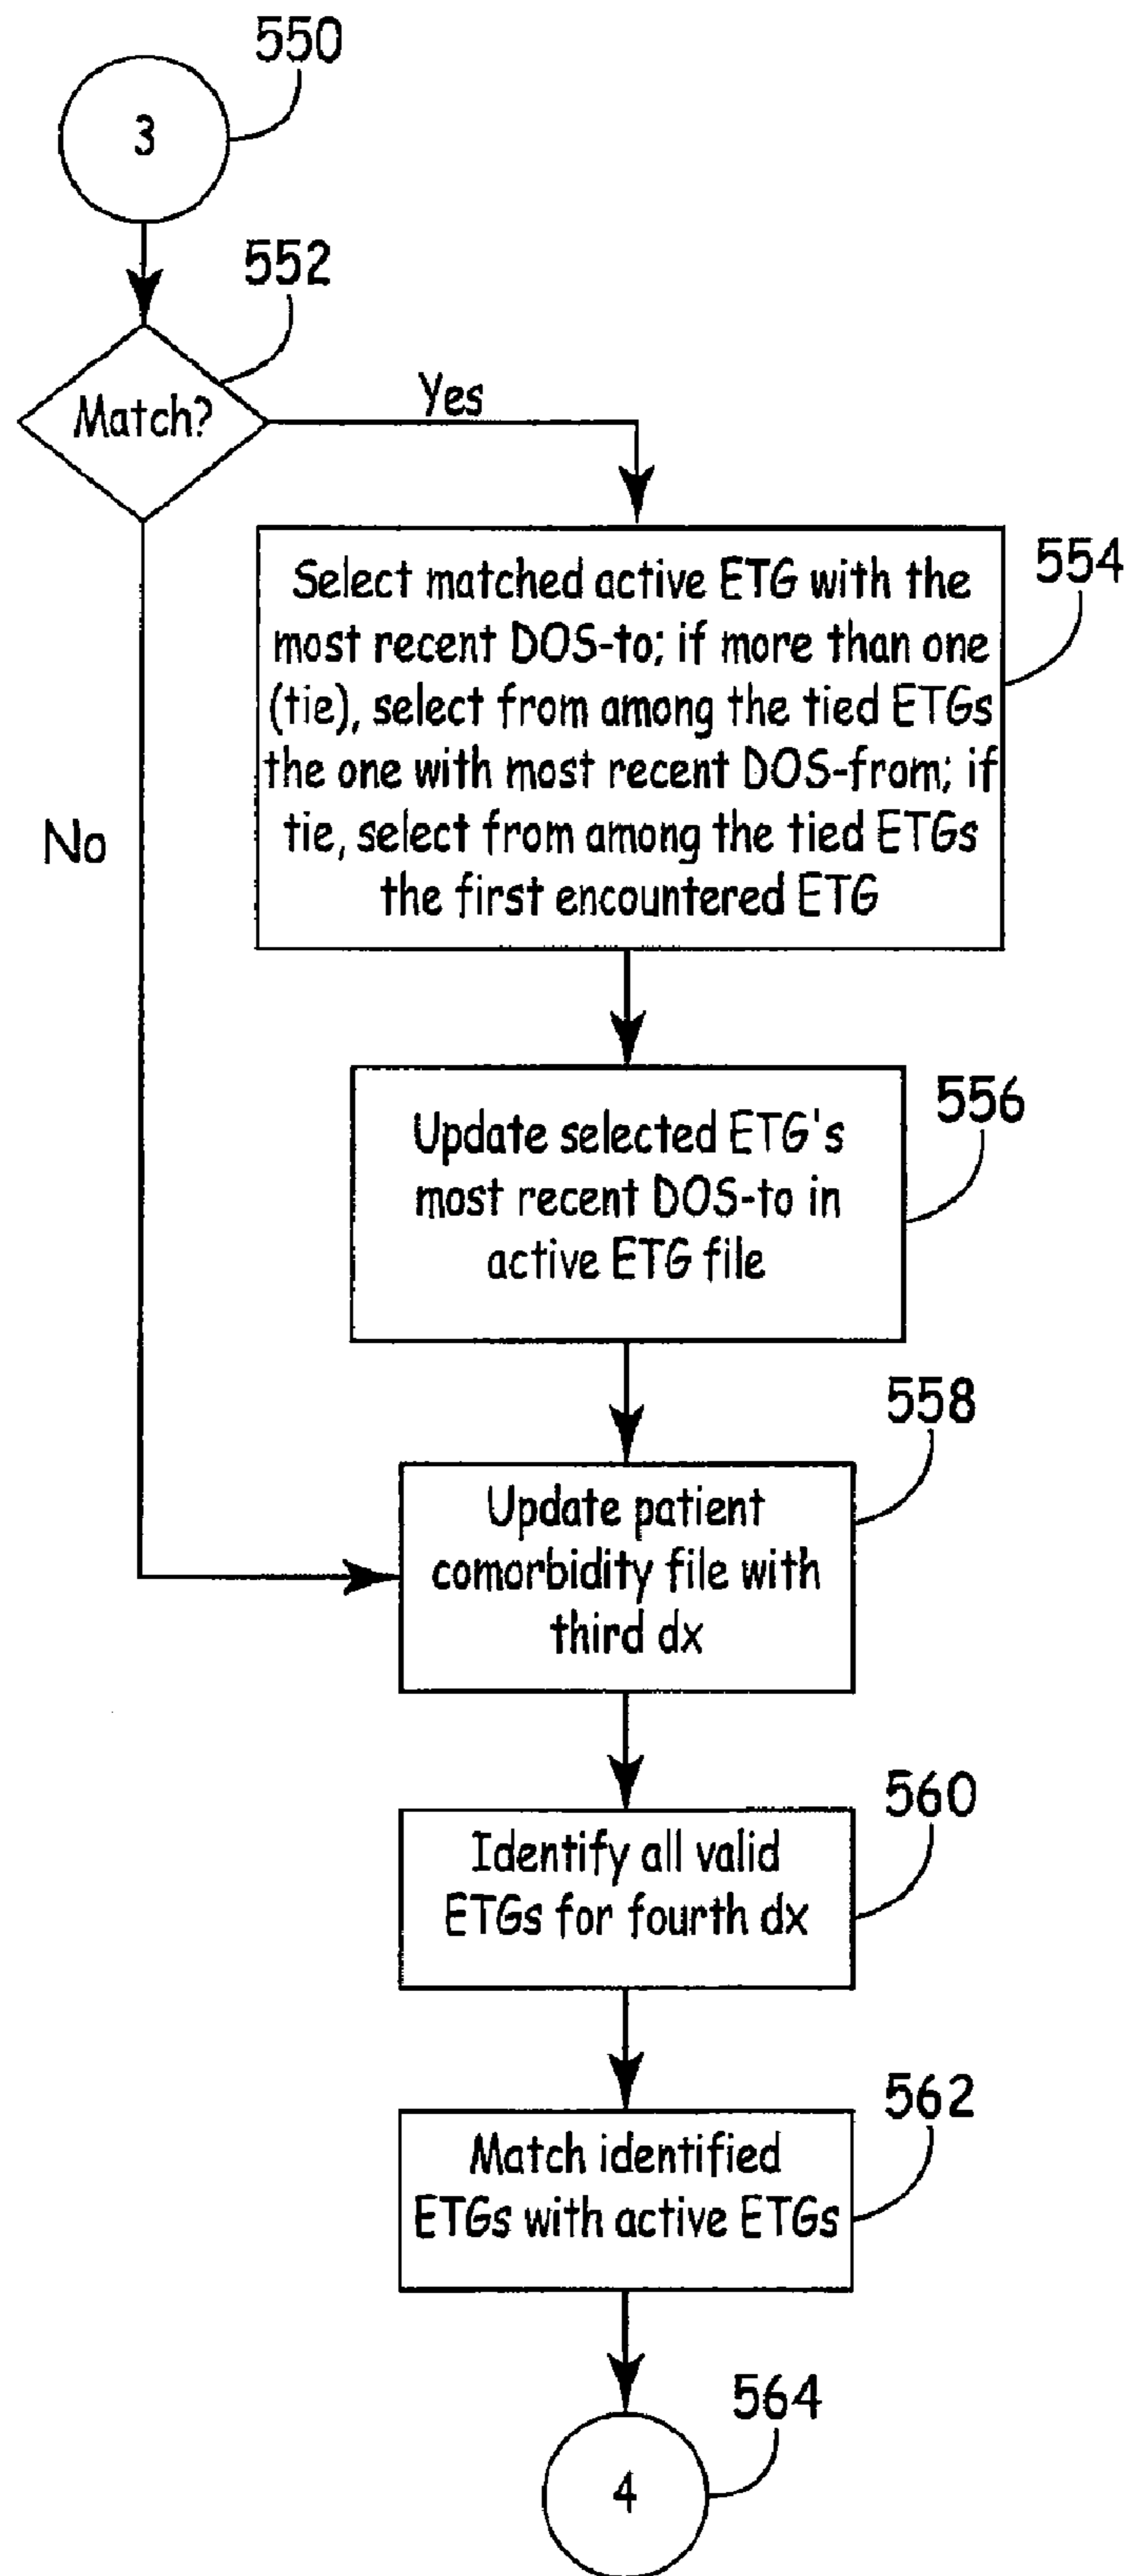 550
3
552
Match?
Yes
554
Select matched active ETG with the
most recent DOS-to; if more than one
(tie), select from among the tied ETGs
the one with most recent DOS-from; if
tie, select from among the tied ETGs
the first encountered ETG
No
556
Update selected ETG's
most recent DOS-to in
active ETG file
558
Update patient
comorbidity file with
third dx
560
Identify all valid
ETGs for fourth dx
562
Match identified
ETGs with active ETGs
564
4